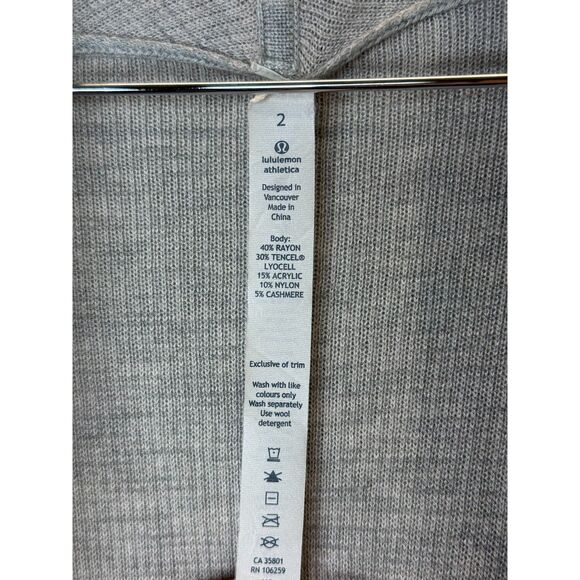 2
lululemon
athletica
Designed in
Vancouver
Made in
China
Body:
40% RAYON
30% TENCEL®
LYOCELL
15% ACRYLIC
10% NYLON
5% CASHMERE
Exclusive of trim
Wash with like
colours only
Wash separately
Use wool
detergent
CA 35801
RN 106259